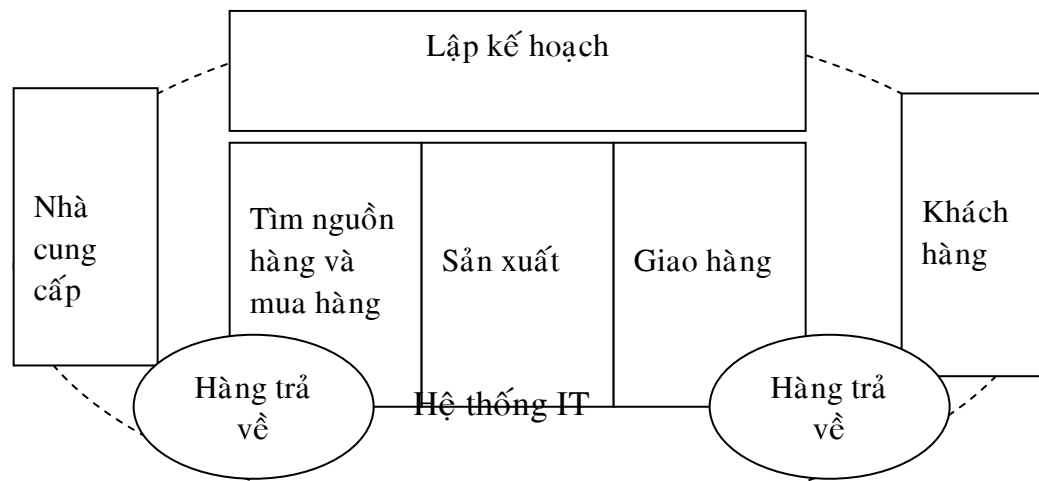 Lập kế hoạch
Nhà
cung
cấp
Tìm nguồn
hàng và
mua hàng
Sản xuất
Giao hàng
Khách
hàng
Hàng trả
về
Hệ thống IT
Hàng trả
về